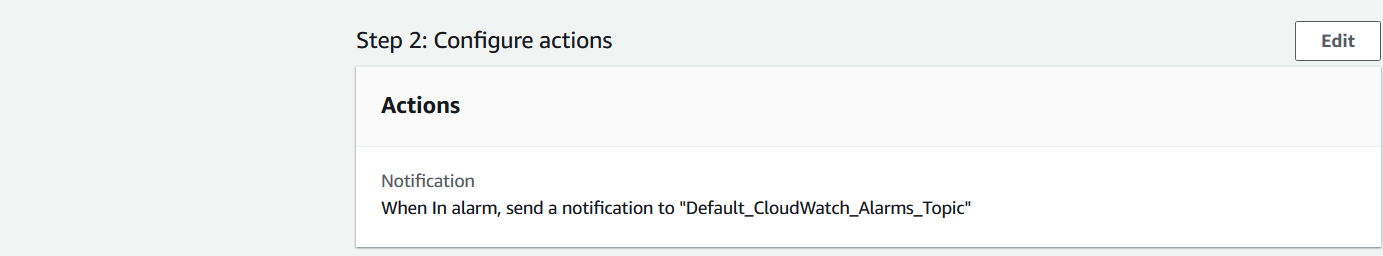 Step 2: Configure actions
Edit
Actions
Notification
When In alarm, send a notification to "Default_CloudWatch_Alarms_Topic"